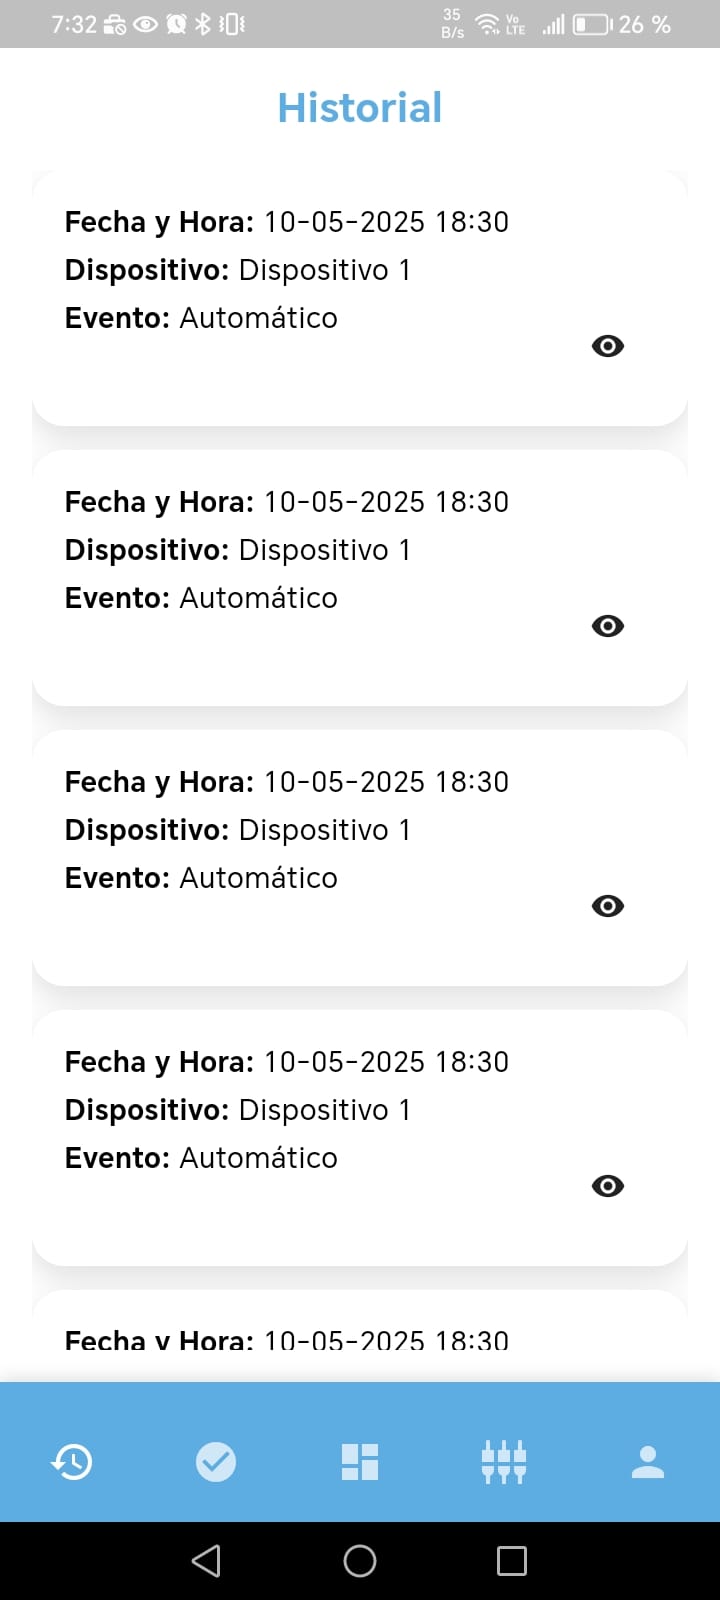 7:32
35
B/s
Vo
LTE
26 %
Historial
Fecha y Hora: 10-05-2025 18:30
Dispositivo: Dispositivo 1
Evento: Automático
Fecha y Hora: 10-05-2025 18:30
Dispositivo: Dispositivo 1
Evento: Automático
Fecha y Hora: 10-05-2025 18:30
Dispositivo: Dispositivo 1
Evento: Automático
Fecha y Hora: 10-05-2025 18:30
Dispositivo: Dispositivo 1
Evento: Automático
Fecha y Hora: 10-05-2025 18:30